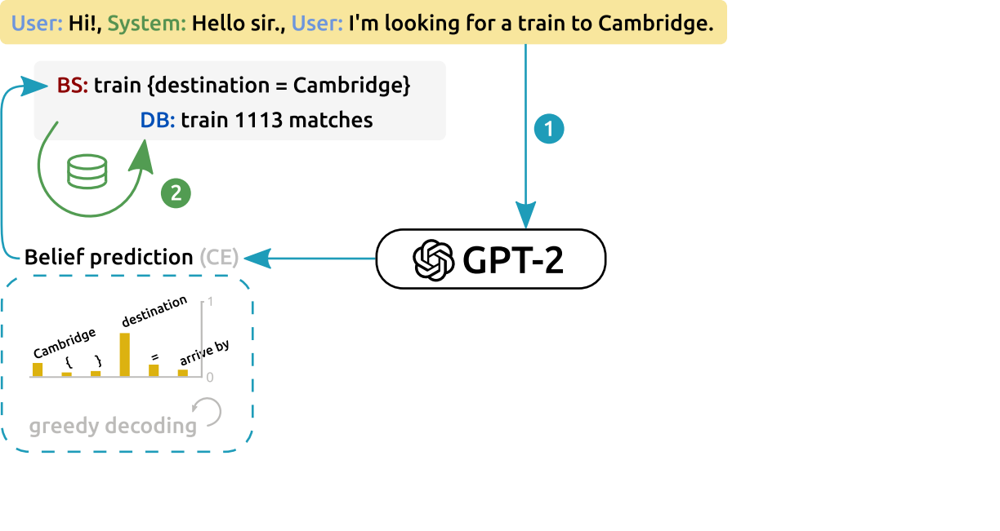 User: Hi!, System: Hello sir., User: I'm looking for a train to Cambridge.
BS: train {destination = Cambridge}
DB: train 1113 matches
1
2
GPT-2
Belief prediction (CE)
Cambridge { } destination = arrive by
1
0
greedy decoding